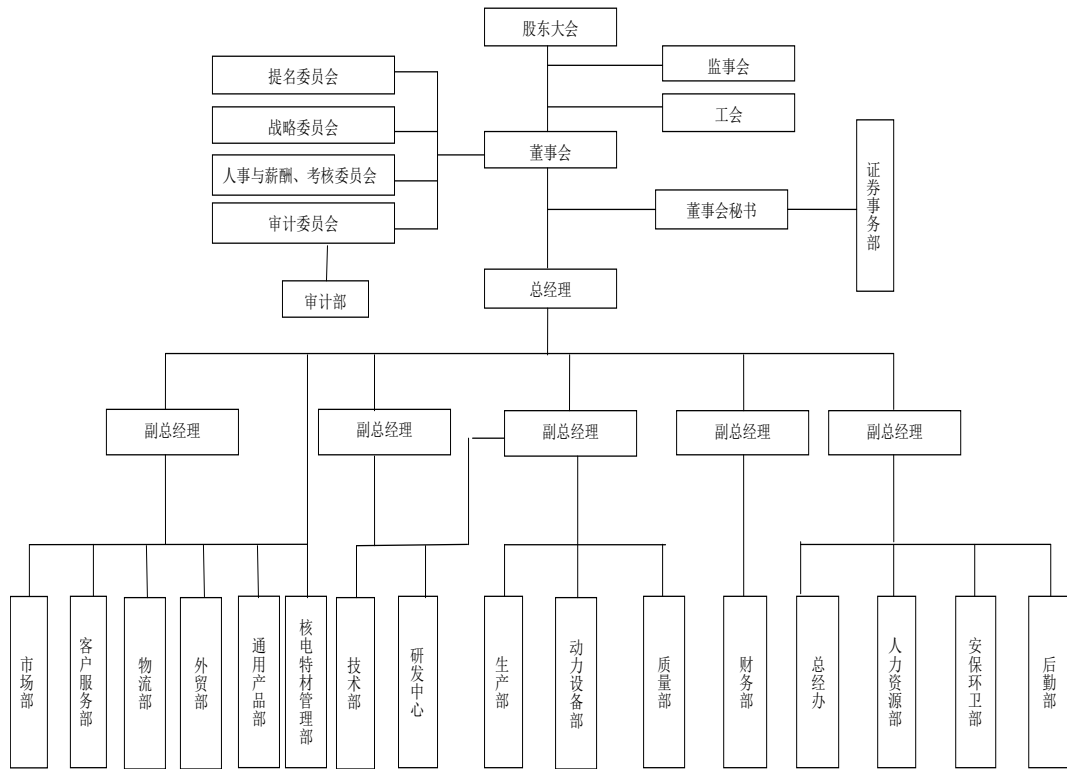 股东大会
监事会
提名委员会
工会
战略委员会
董事会
人事与薪酬、考核委员会
证券事务部
董事会秘书
审计委员会
总经理
审计部
副总经理
副总经理
副总经理
副总经理
副总经理
市场部
客户服务部
物流部
外贸部
通用产品部
核电特材管理部
技术部
研发中心
生产部
动力设备部
质量部
财务部
总经办
人力资源部
安保环卫部
后勤部